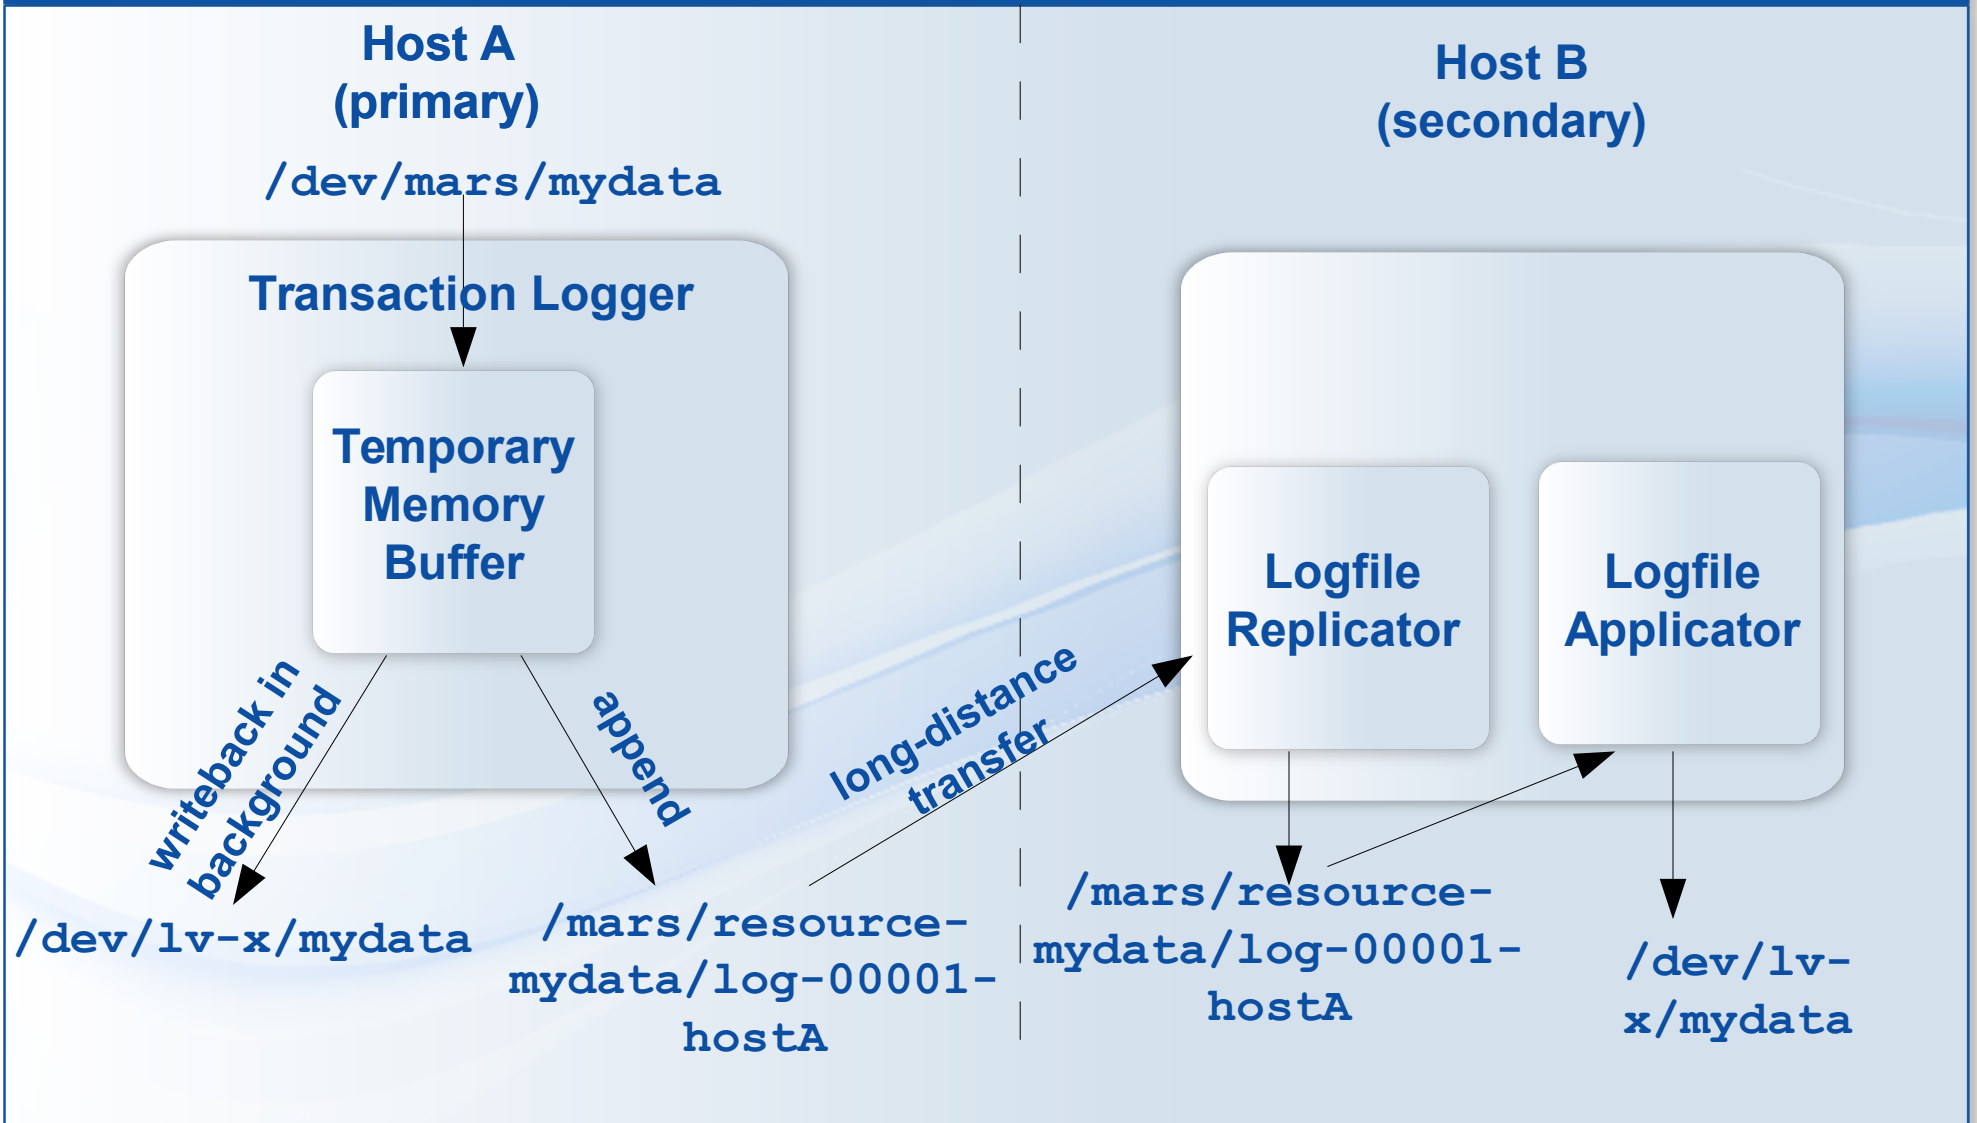 Host A
(primary)
/dev/mars/mydata
Transaction Logger
Temporary
Memory
Buffer
writeback in
background
append
/dev/lv-x/mydata
/mars/resource-
mydata/log-00001-
hostA
long-distance
transfer
Host B
(secondary)
Logfile
Replicator
Logfile
Applicator
/mars/resource-
mydata/log-00001-
hostA
/dev/lv-
x/mydata